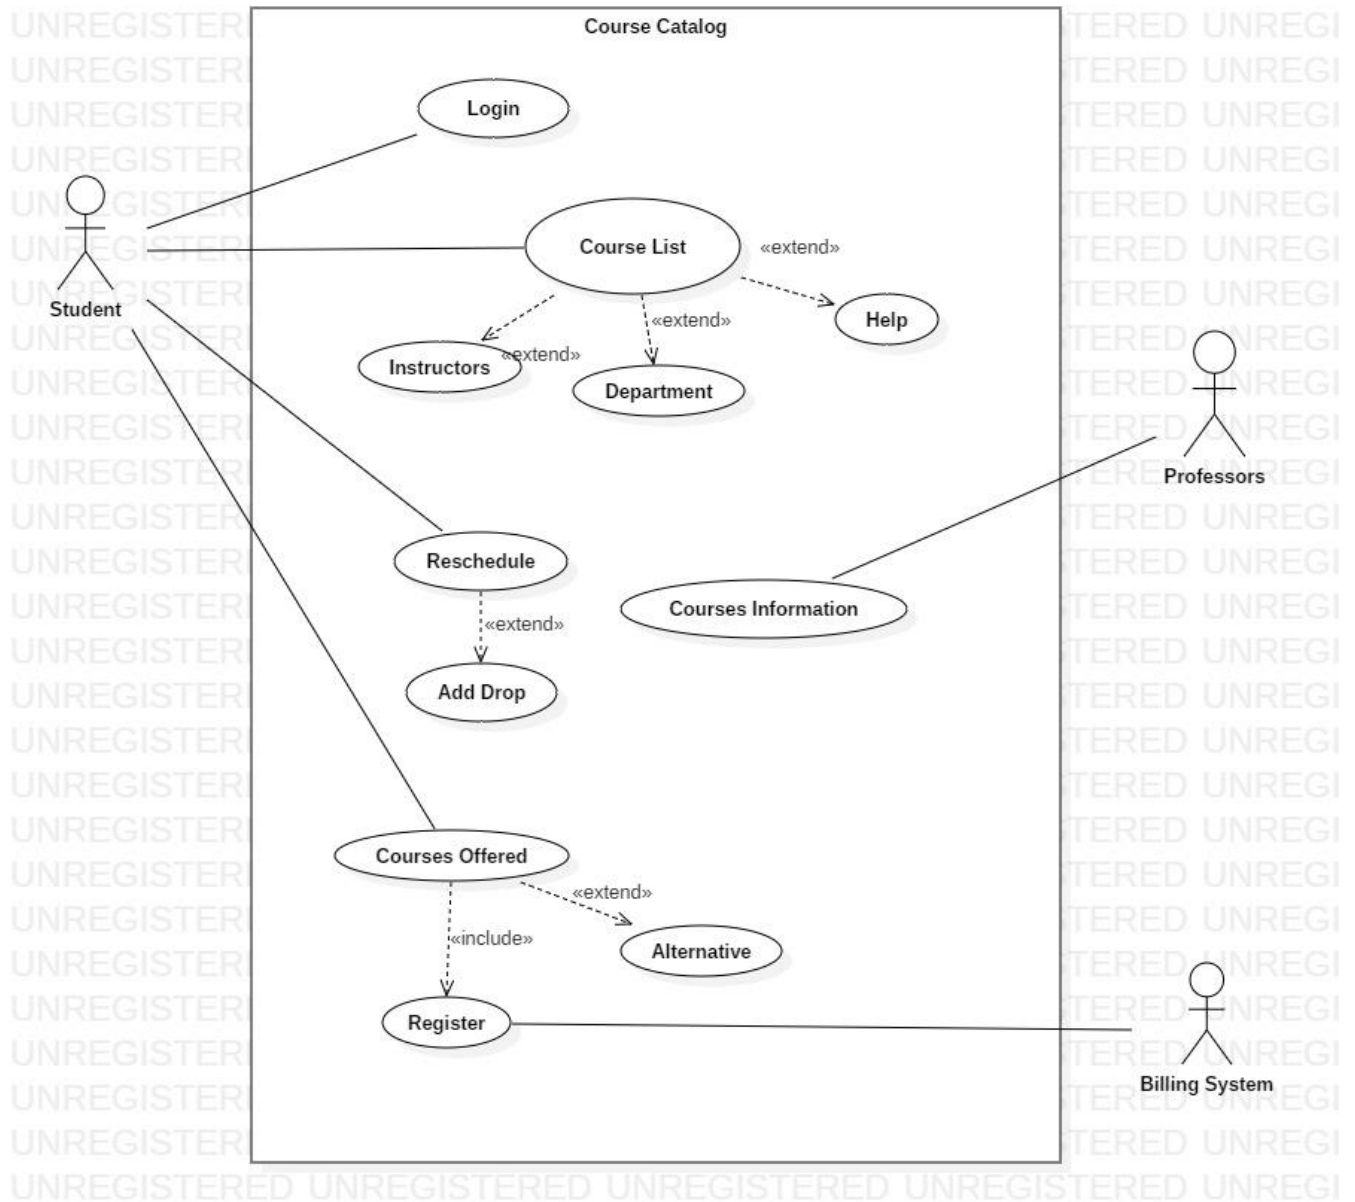 Course Catalog
Login
Course List
«extend»
Student
Help
«extend»
Instructors
«extend»
Department
Professors
Reschedule
Courses Information
«extend»
Add Drop
Courses Offered
«extend»
«include»
Alternative
Register
Billing System
UNREGISTERED UNREGISTERED UNREGISTERED UNREGISTERED UNREGI